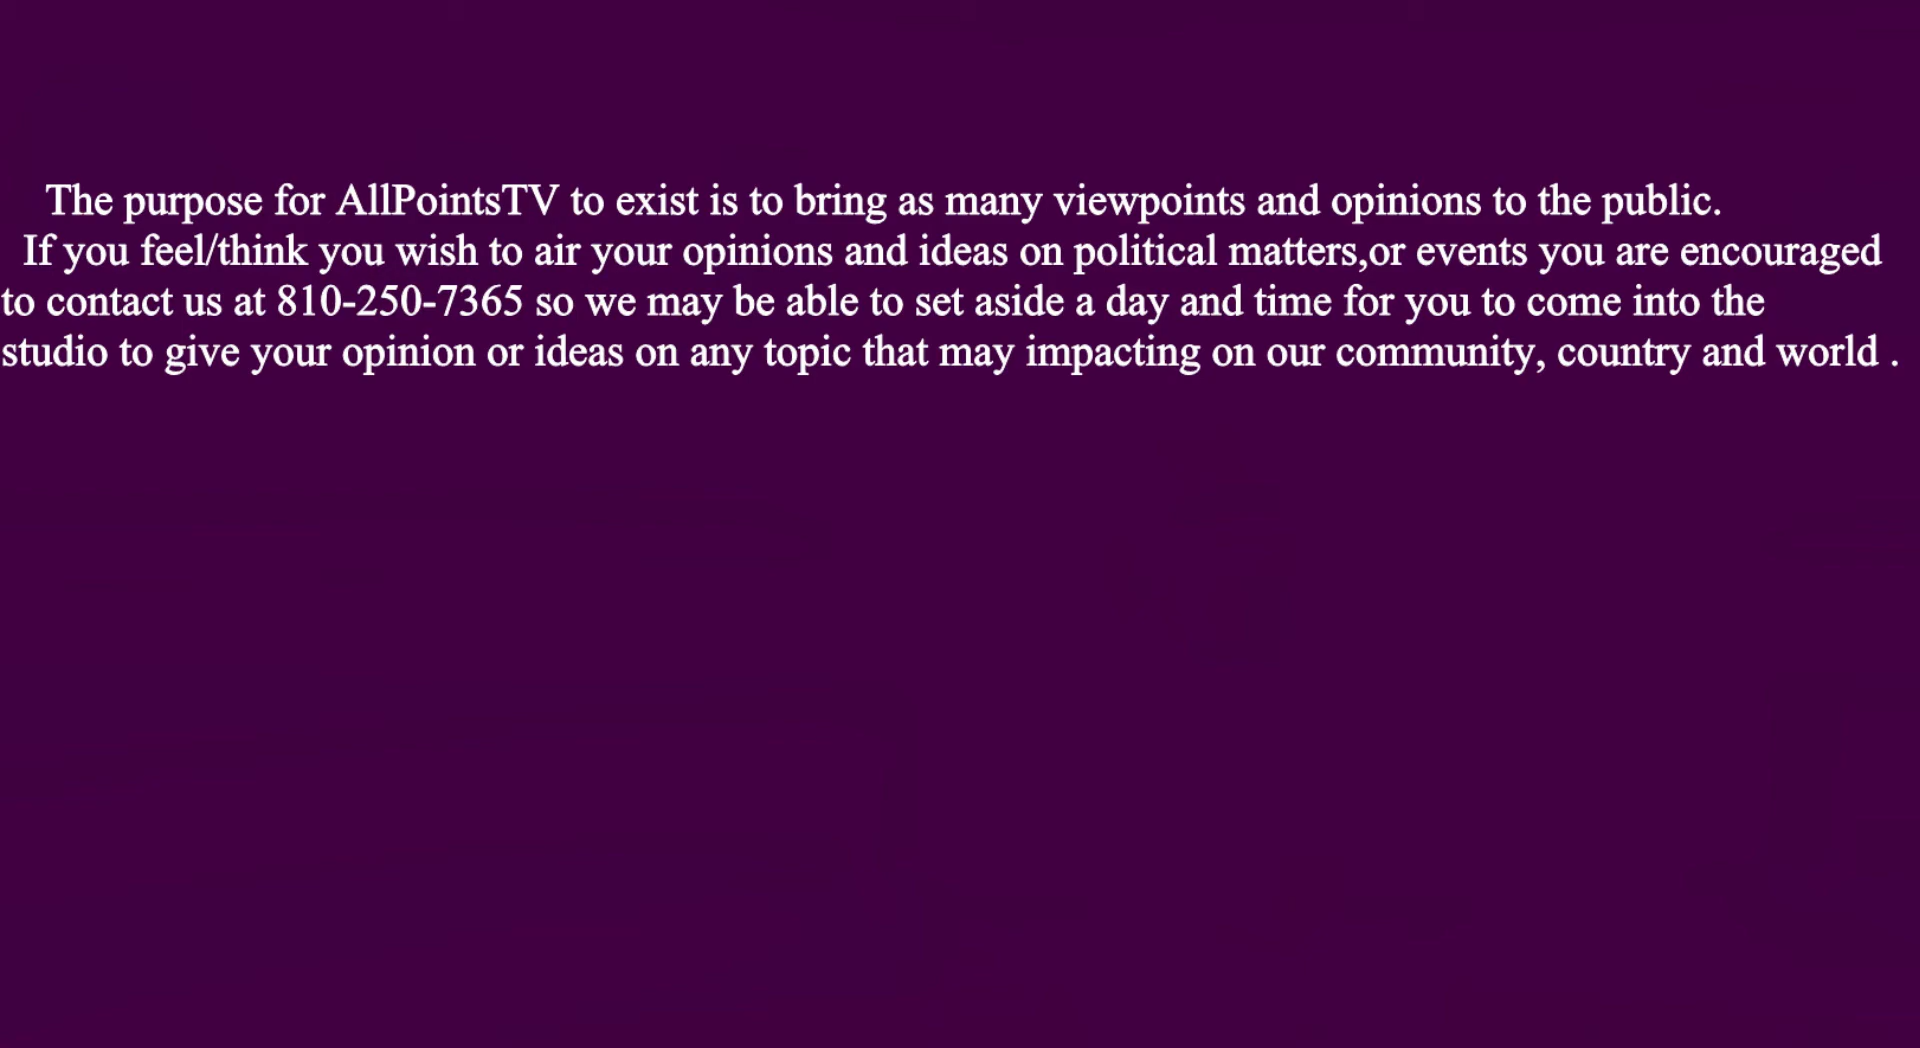 The purpose for AllPointsTV to exist is to bring as many viewpoints and opinions to the public.
If you feel/think you wish to air your opinions and ideas on political matters,or events you are encouraged
to contact us at 810-250-7365 so we may be able to set aside a day and time for you to come into the
studio to give your opinion or ideas on any topic that may impacting on our community, country and world .